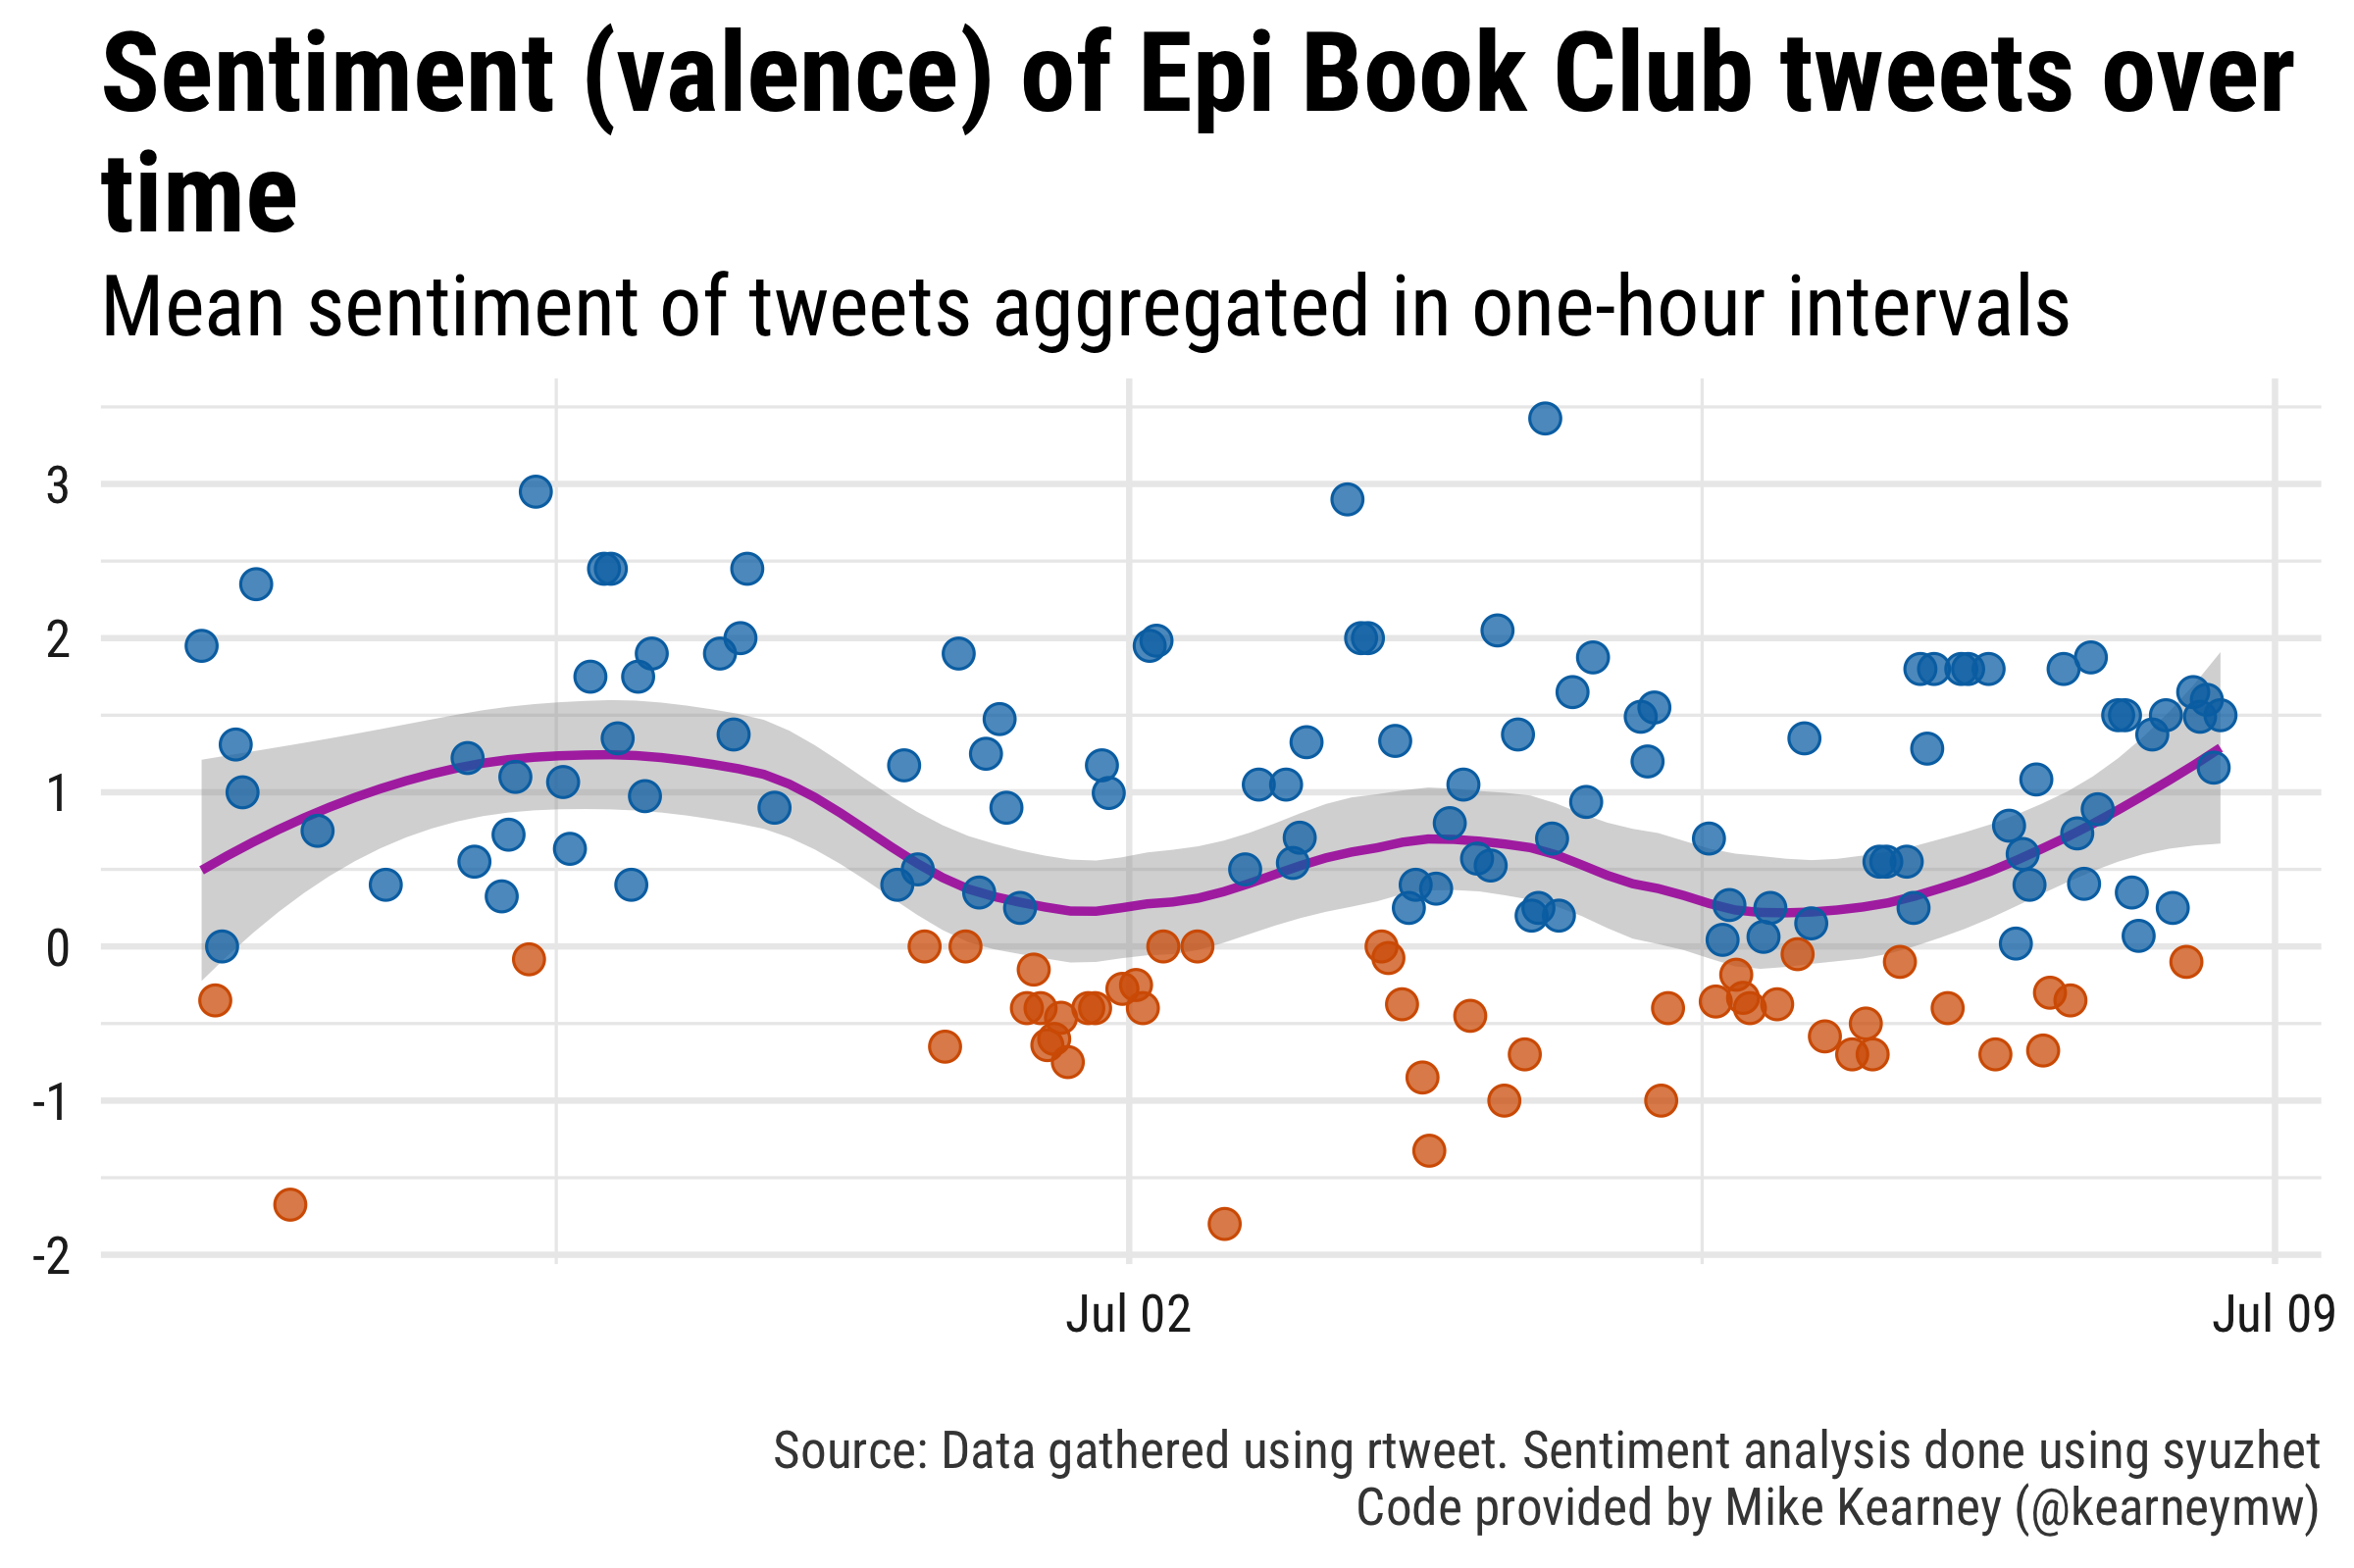 Sentiment (valence) of Epi Book Club tweets over
time
Mean sentiment of tweets aggregated in one-hour intervals
3
2
1
0
-1
-2
Jul 02
Jul 09
Source: Data gathered using rtweet. Sentiment analysis done using syuzhet
Code provided by Mike Kearney (@kearneymw)